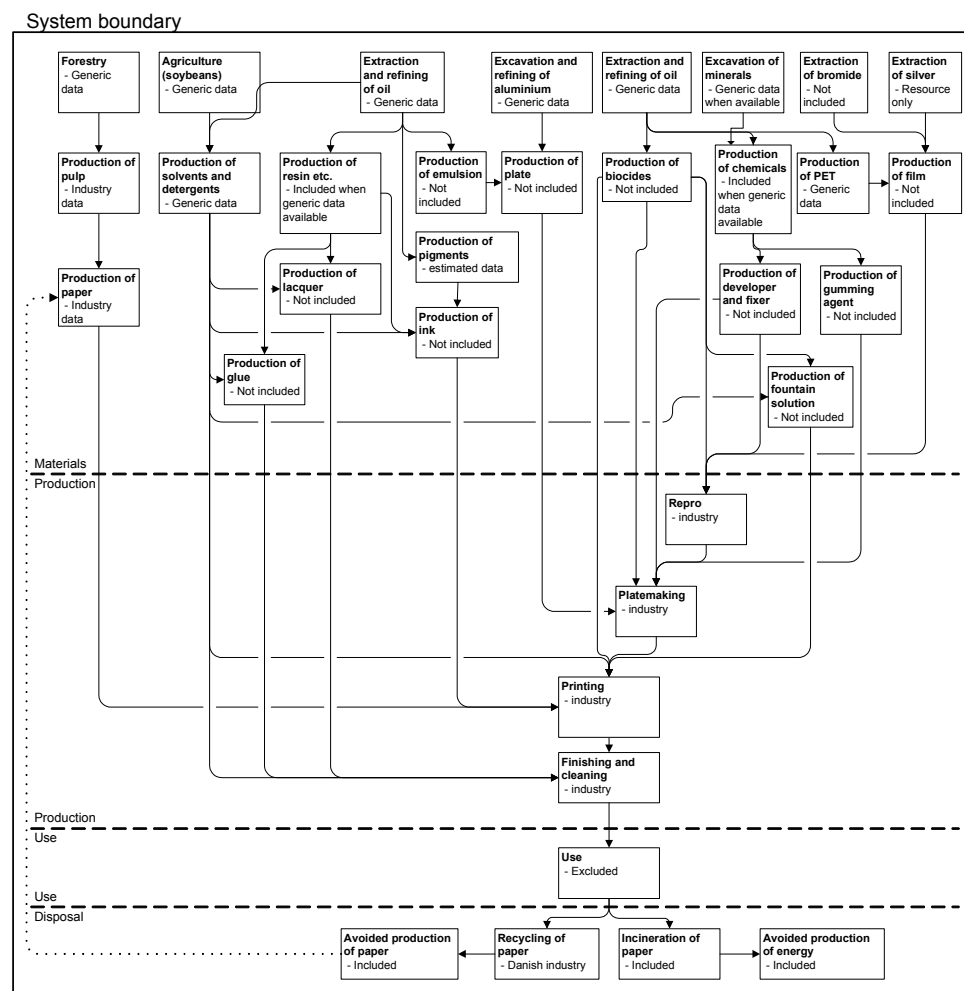 System boundary
Forestry
- Generic
data
Agriculture
(soybeans)
- Generic data
Extraction
and refining
of oil
- Generic data
Excavation and
refining of
aluminium
- Generic data
Extraction and
refining of oil
- Generic data
Excavation of
minerals
- Generic data
when available
Extraction
of bromide
- Not
included
Extraction
of silver
- Resource
only
Production of
pulp
- Industry
data
Production of
solvents and
detergents
- Generic data
Production of
resin etc.
- Included when
generic data
available
Production
of emulsion
- Not
included
Production of
plate
- Not included
Production of
biocides
- Not included
Production
of chemicals
- Included
when generic
data
available
Production
of PET
- Generic
data
Production
of film
- Not
included
Production of
pigments
- estimated data
Production of
paper
- Industry
data
Production of
lacquer
- Not included
Production of
developer
and fixer
- Not included
Production of
gumming
agent
- Not included
Production of
ink
- Not included
Production of
glue
- Not included
Production of
fountain
solution
- Not included
Materials
Production
Repro
- industry
Platemaking
- industry
Printing
- industry
Finishing and
cleaning
- industry
Production
Use
Use
- Excluded
Use
Disposal
Avoided production
of paper
- Included
Recycling of
paper
- Danish industry
Incineration of
paper
- Included
Avoided production
of energy
- Included